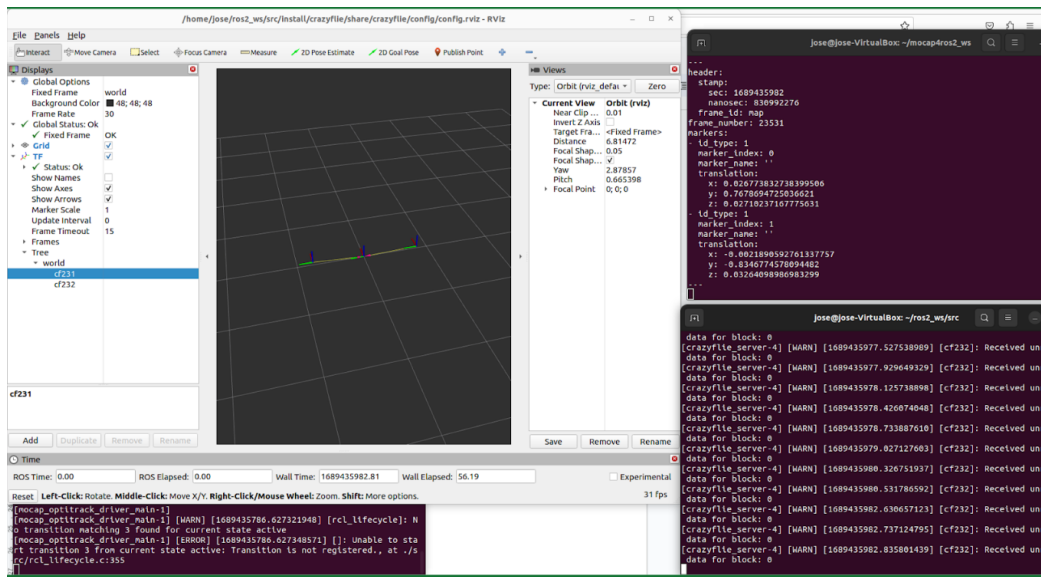 /home/jose/ros2_ws/src/install/crazyflie/share/crazyflie/config/config.rviz - RViz
File Panels Help
Interact Move Camera Select Focus Camera Measure 2D Pose Estimate 2D Goal Pose Publish Point
Displays
Global Options
Fixed Frame world
Background Color 48; 48; 48
Frame Rate 30
Global Status: Ok
Fixed Frame OK
Grid
TF
Status: Ok
Show Names
Show Axes
Show Arrows
Marker Scale 1
Update Interval 0
Frame Timeout 15
Frames
Tree
world
cf231
cf232
cf231
Add Duplicate Remove Rename
Views
Type: Orbit (rviz_defau Zero
Current View Orbit (rviz)
Near Clip ... 0.01
Invert Z Axis
Target Fra... <Fixed Frame>
Distance 6.81472
Focal Shap... 0.05
Focal Shap...
Yaw 2.87857
Pitch 0.665398
Focal Point 0; 0; 0
Save Remove Rename
Time
ROS Time: 0.00 ROS Elapsed: 0.00 Wall Time: 1689435982.81 Wall Elapsed: 56.19 Experimental
Reset Left-Click: Rotate. Middle-Click: Move X/Y. Right-Click/Mouse Wheel: Zoom. Shift: More options. 31 fps
[mocap_optitrack_driver_main-1]
[mocap_optitrack_driver_main-1] [WARN] [1689435786.627321948] [rcl_lifecycle]: N
o transition matching 3 found for current state active
[mocap_optitrack_driver_main-1] [ERROR] [1689435786.627348571] []: Unable to sta
rt transition 3 from current state active: Transition is not registered., at ./s
rc/rcl_lifecycle.c:355
jose@jose-VirtualBox: ~/mocap4ros2_ws
---
header:
stamp:
sec: 1689435982
nanosec: 830992276
frame_id: map
frame_number: 23531
markers:
- id_type: 1
marker_index: 0
marker_name: ''
translation:
x: 0.026773832738399506
y: 0.7678694725036621
z: 0.02710237167775631
- id_type: 1
marker_index: 1
marker_name: ''
translation:
x: -0.0021890592761337757
y: -0.8346774578094482
z: 0.03264098986983299
---
jose@jose-VirtualBox: ~/ros2_ws/src
data for block: 0
[crazyflie_server-4] [WARN] [1689435977.527538989] [cf232]: Received un
data for block: 0
[crazyflie_server-4] [WARN] [1689435977.929649329] [cf232]: Received un
data for block: 0
[crazyflie_server-4] [WARN] [1689435978.125738898] [cf232]: Received un
data for block: 0
[crazyflie_server-4] [WARN] [1689435978.426074048] [cf232]: Received un
data for block: 0
[crazyflie_server-4] [WARN] [1689435978.733887610] [cf232]: Received un
data for block: 0
[crazyflie_server-4] [WARN] [1689435979.027127603] [cf232]: Received un
data for block: 0
[crazyflie_server-4] [WARN] [1689435980.326751937] [cf232]: Received un
data for block: 0
[crazyflie_server-4] [WARN] [1689435980.531786592] [cf232]: Received un
data for block: 0
[crazyflie_server-4] [WARN] [1689435982.630657123] [cf232]: Received un
data for block: 0
[crazyflie_server-4] [WARN] [1689435982.737124795] [cf232]: Received un
data for block: 0
[crazyflie_server-4] [WARN] [1689435982.835801439] [cf232]: Received un
data for block: 0